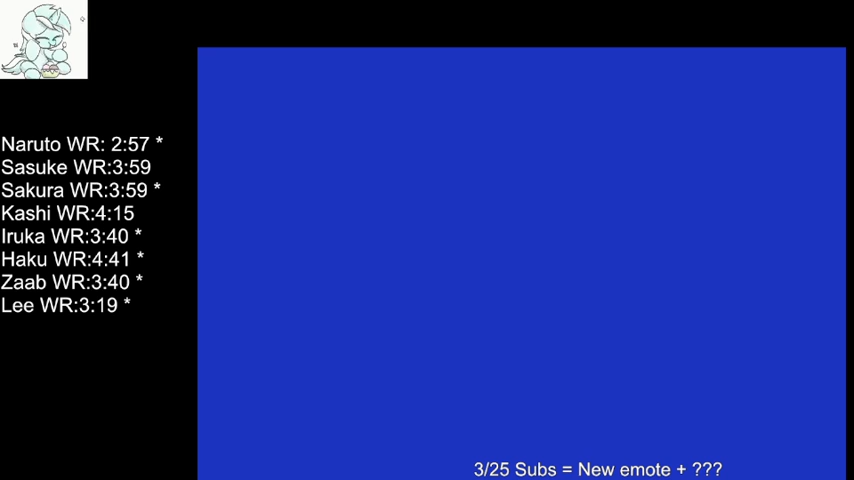 Naruto WR: 2:57 *
Sasuke WR:3:59
Sakura WR:3:59 *
Kashi WR:4:15
Iruka WR:3:40 *
Haku WR:4:41 *
Zaab WR:3:40 *
Lee WR:3:19 *
3/25 Subs = New emote + ???